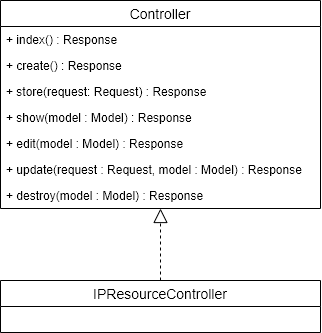 Controller
+ index() : Response
+ create() : Response
+ store(request: Request) : Response
+ show(model : Model) : Response
+ edit(model : Model) : Response
+ update(request : Request, model : Model) : Response
+ destroy(model : Model) : Response
IPResourceController